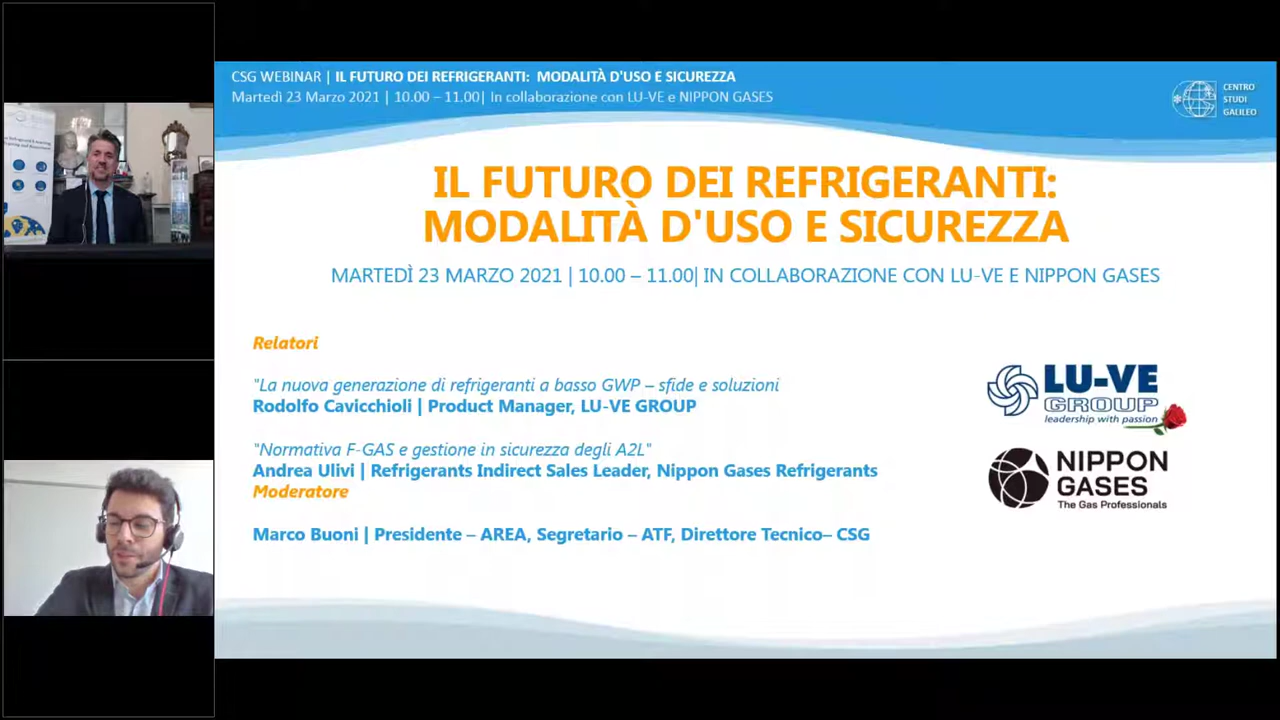 CSG WEBINAR | IL FUTURO DEI REFRIGERANTI: MODALITÀ D'USO E SICUREZZA
Martedì 23 Marzo 2021 | 10.00 – 11.00| In collaborazione con LU-VE e NIPPON GASES
CENTRO
STUDI
GALILEO
IL FUTURO DEI REFRIGERANTI:
MODALITÀ D'USO E SICUREZZA
MARTEDÌ 23 MARZO 2021 | 10.00 – 11.00| IN COLLABORAZIONE CON LU-VE E NIPPON GASES
Relatori
"La nuova generazione di refrigeranti a basso GWP – sfide e soluzioni
Rodolfo Cavicchioli | Product Manager, LU-VE GROUP
"Normativa F-GAS e gestione in sicurezza degli A2L"
Andrea Ulivi | Refrigerants Indirect Sales Leader, Nippon Gases Refrigerants
Moderatore
Marco Buoni | Presidente – AREA, Segretario – ATF, Direttore Tecnico– CSG
LU-VE
GROUP
leadership with passion
NIPPON
GASES
The Gas Professionals